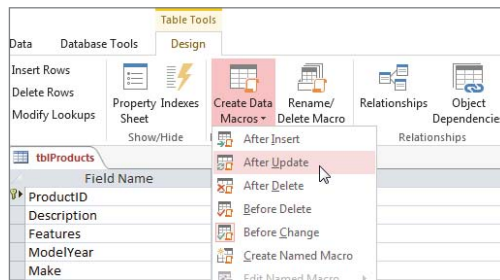 Table Tools
Data Database Tools Design
Insert Rows
Delete Rows
Modify Lookups
Property Sheet
Indexes
Create Data Macros
Rename/ Delete Macro
Relationships
Object Dependencie
Show/Hide
Relationships
tblProducts
Field Name
ProductID
Description
Features
ModelYear
Make
After Insert
After Update
After Delete
Before Delete
Before Change
Create Named Macro
Edit Named Macro